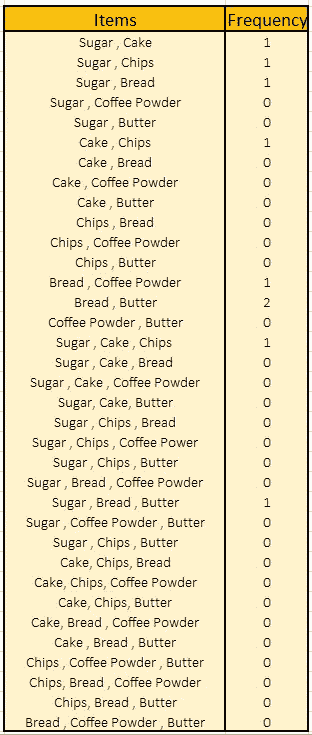 Items Frequency
Sugar , Cake 1
Sugar , Chips 1
Sugar , Bread 1
Sugar , Coffee Powder 0
Sugar , Butter 0
Cake , Chips 1
Cake , Bread 0
Cake , Coffee Powder 0
Cake , Butter 0
Chips , Bread 0
Chips , Coffee Powder 0
Chips , Butter 0
Bread , Coffee Powder 1
Bread , Butter 2
Coffee Powder , Butter 0
Sugar , Cake , Chips 1
Sugar , Cake , Bread 0
Sugar , Cake , Coffee Powder 0
Sugar, Cake, Butter 0
Sugar , Chips , Bread 0
Sugar , Chips , Coffee Power 0
Sugar , Chips , Butter 0
Sugar , Bread , Coffee Powder 0
Sugar , Bread , Butter 1
Sugar , Coffee Powder , Butter 0
Sugar , Chips , Butter 0
Cake, Chips, Bread 0
Cake, Chips, Coffee Powder 0
Cake, Chips, Butter 0
Cake, Bread , Coffee Powder 0
Cake , Bread , Butter 0
Chips , Coffee Powder , Butter 0
Chips, Bread , Coffee Powder 0
Chips, Bread , Butter 0
Bread , Coffee Powder , Butter 0